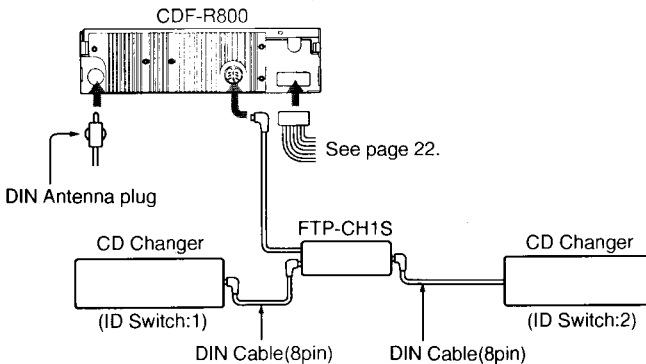 CDF-R800
See page 22.
DIN Antenna plug
FTP-CH1S
CD Changer
CD Changer
(ID Switch:1)
(ID Switch:2)
DIN Cable(8pin)
DIN Cable(8pin)